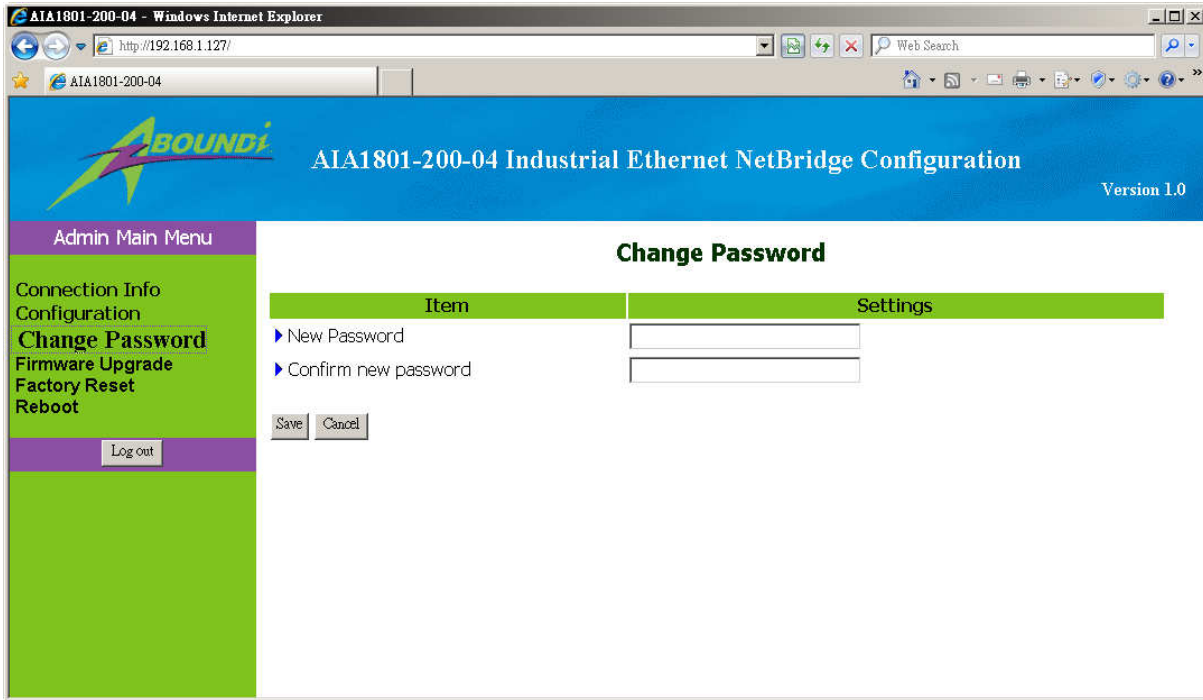 AIA1801-200-04 - Windows Internet Explorer
http://192.168.1.127/
Web Search
AIA1801-200-04
ABOUNDi
AIA1801-200-04 Industrial Ethernet NetBridge Configuration
Version 1.0
Admin Main Menu
Connection Info
Configuration
Change Password
Firmware Upgrade
Factory Reset
Reboot
Log out
Change Password
Item Settings
New Password
Confirm new password
Save Cancel